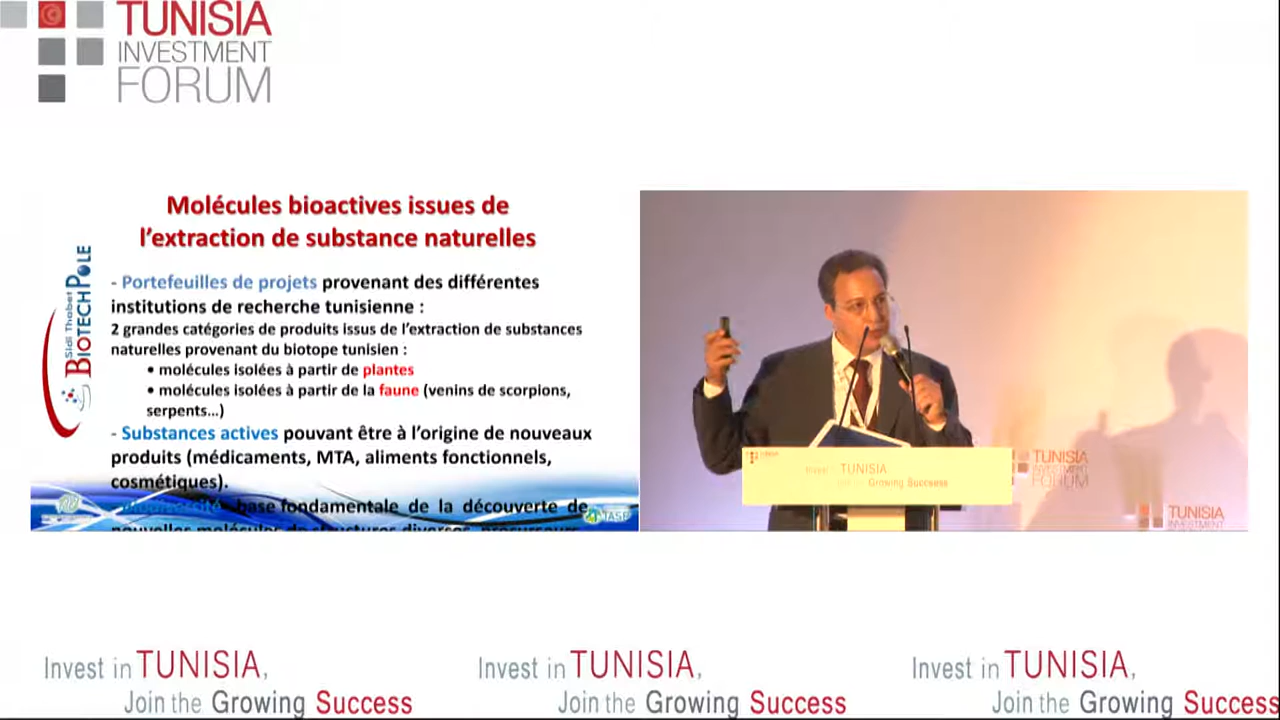 TUNISIA
INVESTMENT
FORUM
Molécules bioactives issues de
l'extraction de substance naturelles
Sidi Thabet
BIOTECHPOLE
- Portefeuilles de projets provenant des différentes
institutions de recherche tunisienne :
2 grandes catégories de produits issus de l'extraction de substances
naturelles provenant du biotope tunisien :
• molécules isolées à partir de plantes
• molécules isolées à partir de la faune (venins de scorpions,
serpents…)
- Substances actives pouvant être à l'origine de nouveaux
produits (médicaments, MTA, aliments fonctionnels,
cosmétiques).
base fondamentale de la découverte de
Invest in TUNISIA
Growing Success
TUNISIA
INVESTMENT
FORUM
TUNISIA
INVESTMENT
Invest in TUNISIA,
Join the Growing Success
Invest in TUNISIA,
Join the Growing Success
Invest in TUNISIA,
Join the Growing Success